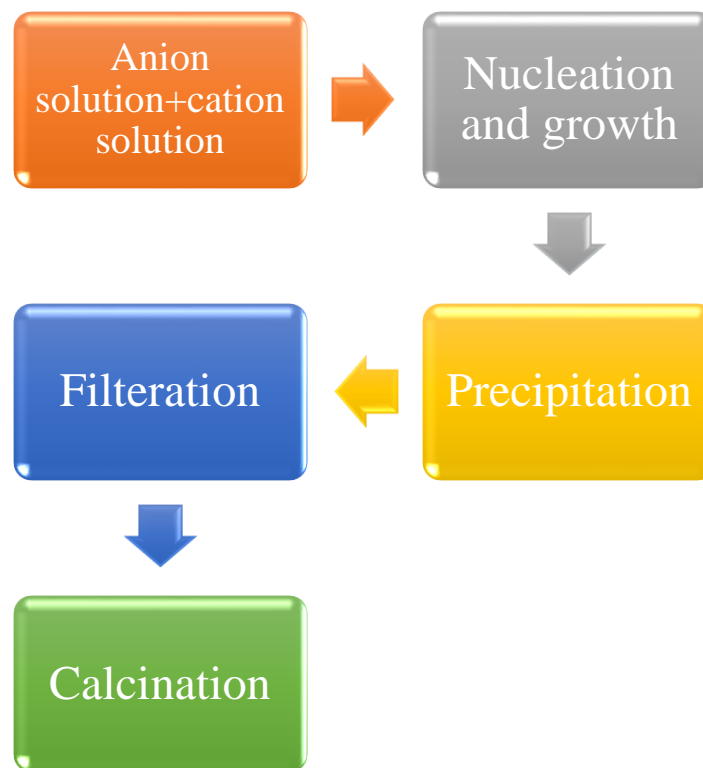 Anion
solution+cation
solution
Nucleation
and growth
Precipitation
Filteration
Calcination